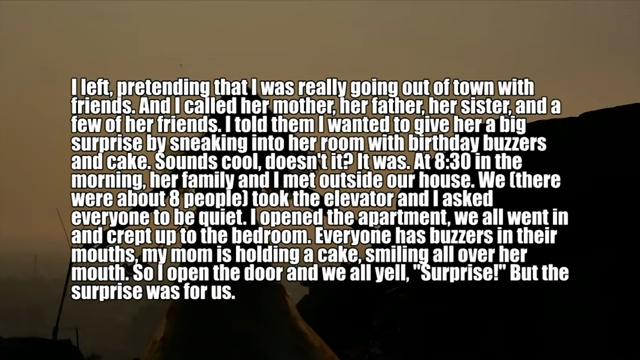 I left, pretending that I was really going out of town with
friends. And I called her mother, her father, her sister, and a
few of her friends. I told them I wanted to give her a big
surprise by sneaking into her room with birthday buzzers
and cake. Sounds cool, doesn't it? It was. At 8:30 in the
morning, her family and I met outside our house. We (there
were about 8 people) took the elevator and I asked
everyone to be quiet. I opened the apartment, we all went in
and crept up to the bedroom. Everyone has buzzers in their
mouths, my mom is holding a cake, smiling all over her
mouth. So I open the door and we all yell, "Surprise!" But the
surprise was for us.